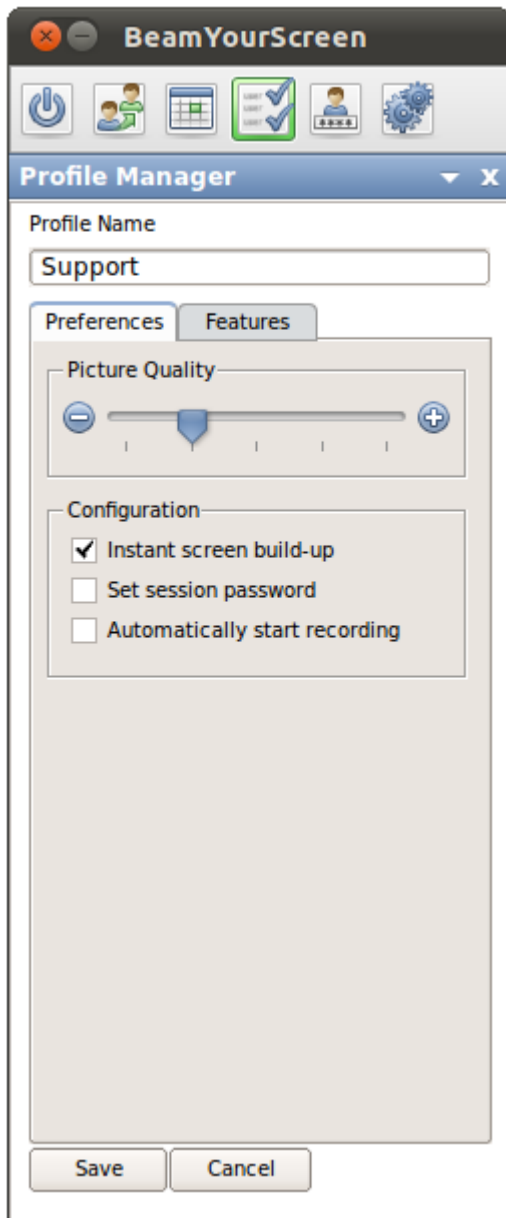 BeamYourScreen
Profile Manager
Profile Name
Support
Preferences Features
Picture Quality
Configuration
Instant screen build-up
Set session password
Automatically start recording
Save Cancel